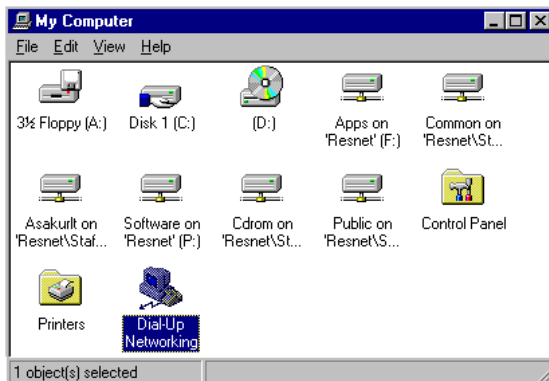 My Computer
File Edit View Help
3½ Floppy (A:)
Disk 1 (C:)
(D:)
Apps on
'Resnet' (F:)
Common on
'Resnet\St...
Asakurlt on
'Resnet\Staf...
Software on
'Resnet' (P:)
Cdrom on
'Resnet\St...
Public on
'Resnet\S...
Control Panel
Printers
Dial-Up
Networking
1 object(s) selected